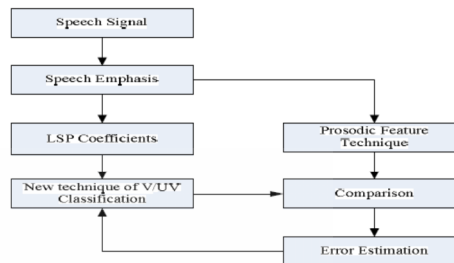 Speech Signal
Speech Emphasis
LSP Coefficients
Prosodic Feature
Technique
New technique of V/UV
Classification
Comparison
Error Estimation